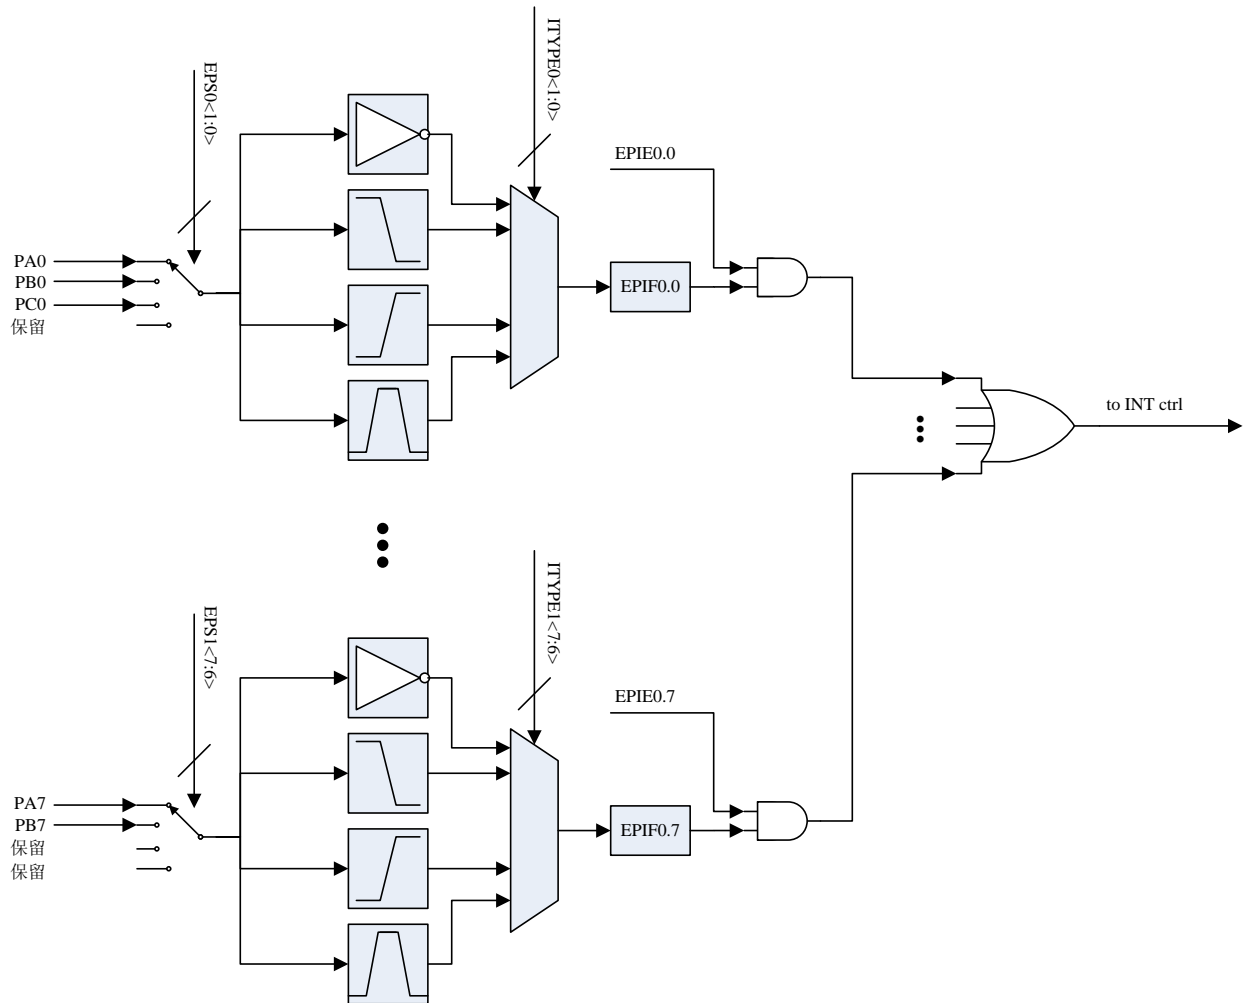 EPS0<1:0>
ITYPE0<1:0>
EPIE0.0
PA0
PB0
PC0
保留
EPIF0.0
to INT ctrl
EPS1<7:6>
ITYPE1<7:6>
EPIE0.7
PA7
PB7
保留
保留
EPIF0.7